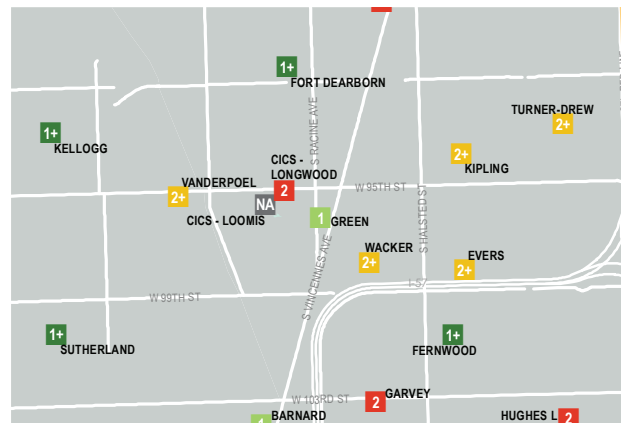 1+
FORT DEARBORN
TURNER-DREW
2+
1+
KELLOGG
S RACINE AVE
2+
KIPLING
CICS -
LONGWOOD
VANDERPOEL
2+
2
W 95TH ST
NA
CICS - LOOMIS
1
GREEN
S HALSTED ST
WACKER
2+
EVERS
2+
S VINCENNES AVE
I-57
W 99TH ST
1+
SUTHERLAND
1+
FERNWOOD
W 103RD ST
2
GARVEY
1
BARNARD
HUGHES L
2